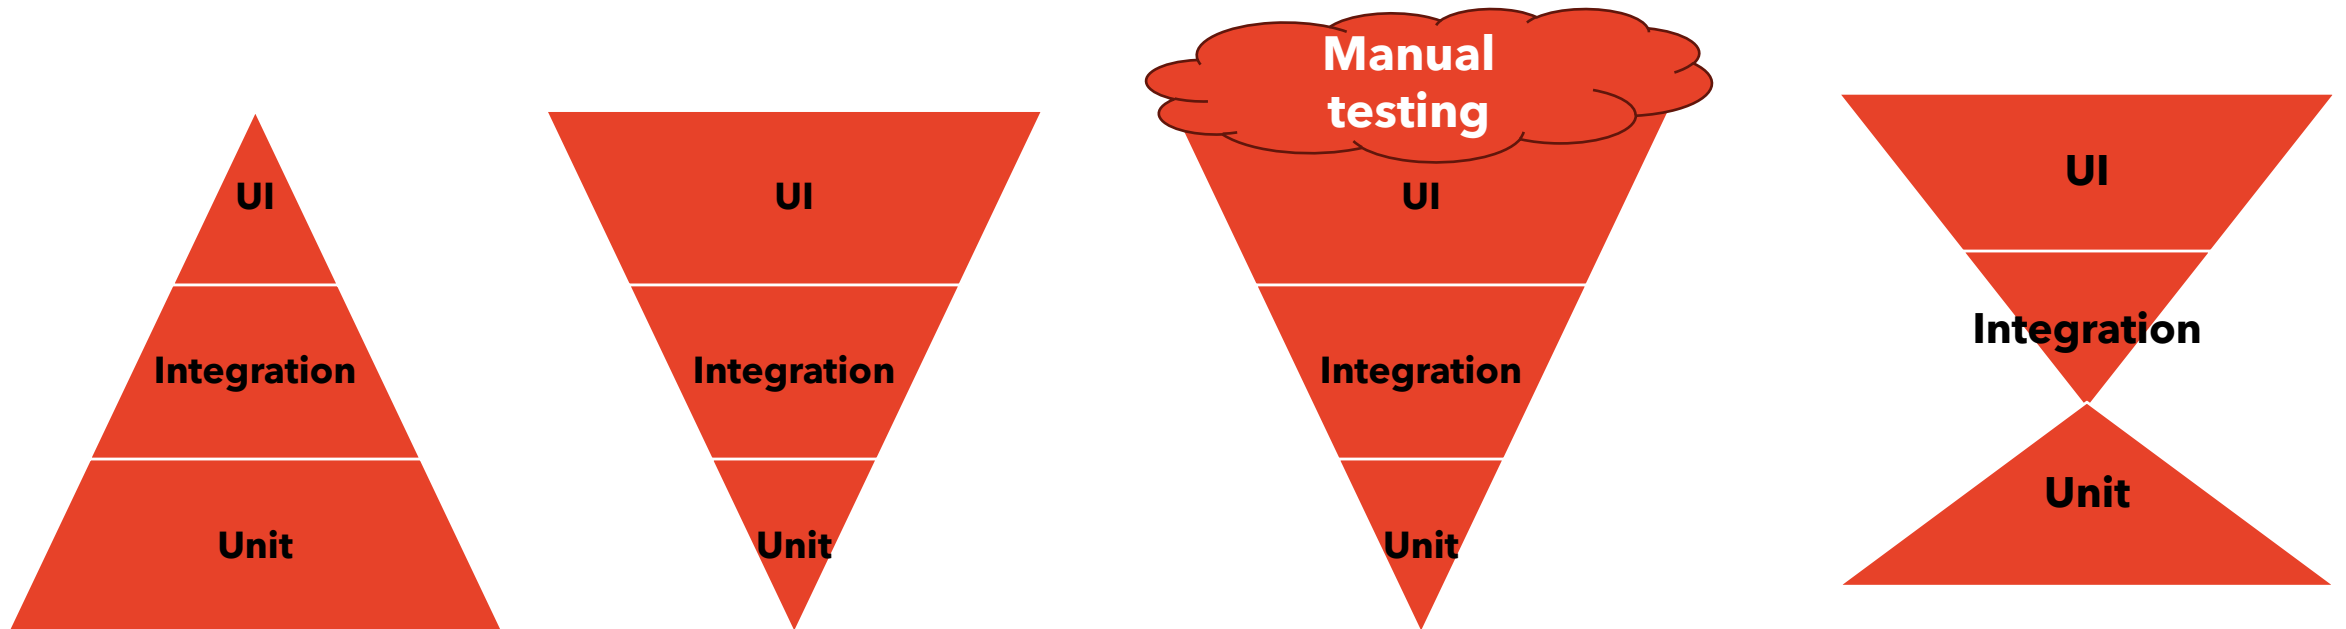 UI
Integration
Unit
UI
Integration
Unit
Manual
testing
UI
Integration
Unit
UI
Integration
Unit